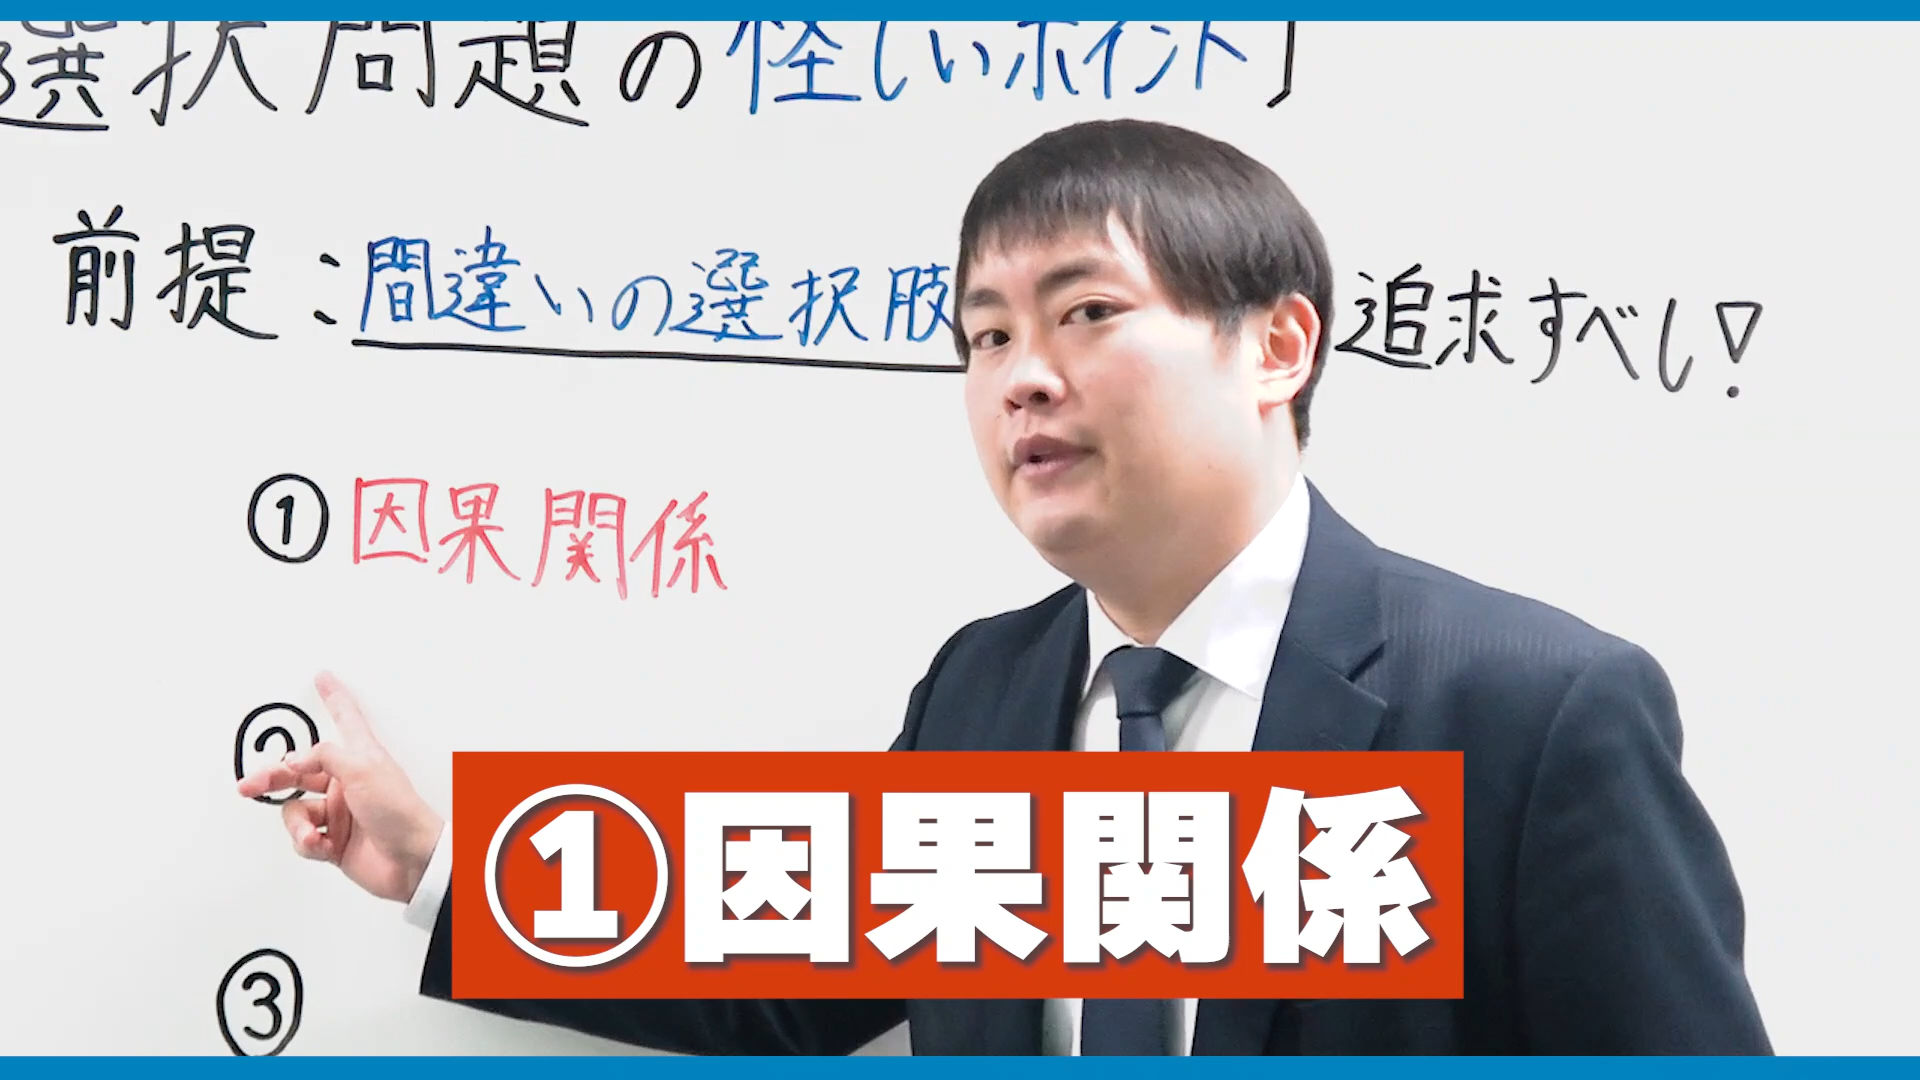 選択問題の怪しいポイント」
前提：間違いの選択肢 追求すべし！
①因果関係
②
③
①因果関係